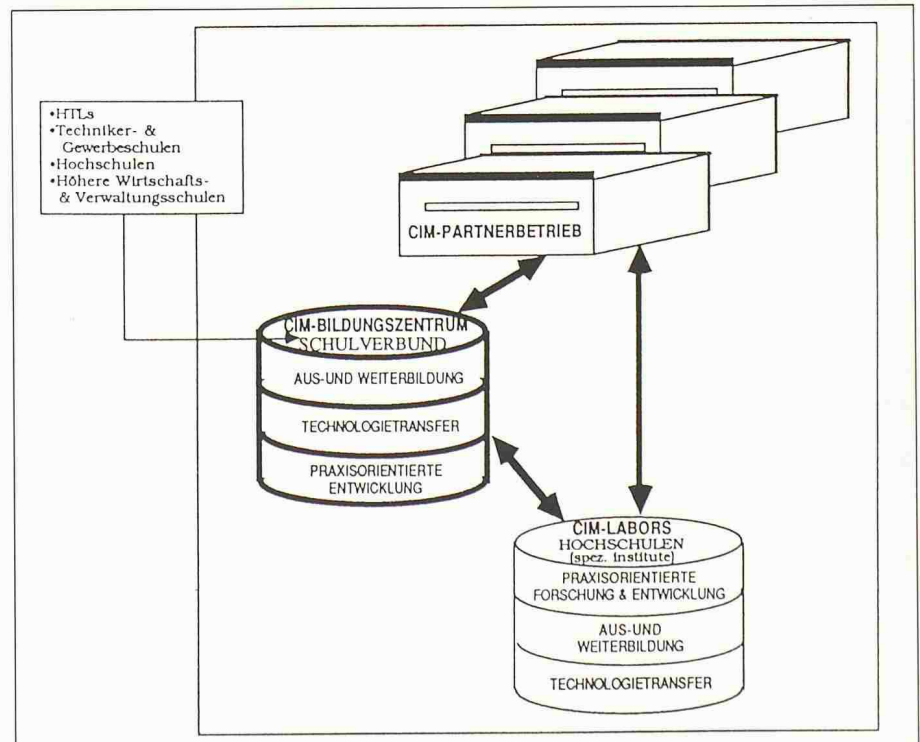 •HTLs
•Techniker- &
Gewerbeschulen
•Hochschulen
•Höhere Wirtschafts-
& Verwaltungsschulen
CIM-PARTNERBETRIEB
CIM-BILDUNGSZENTRUM
SCHULVERBUND
AUS-UND WEITERBILDUNG
TECHNOLOGIETRANSFER
PRAXISORIENTIERTE
ENTWICKLUNG
CIM-LABORS
HOCHSCHULEN
(spez. institute)
PRAXISORIENTIERTE
FORSCHUNG & ENTWICKLUNG
AUS-UND
WEITERBILDUNG
TECHNOLOGIETRANSFER